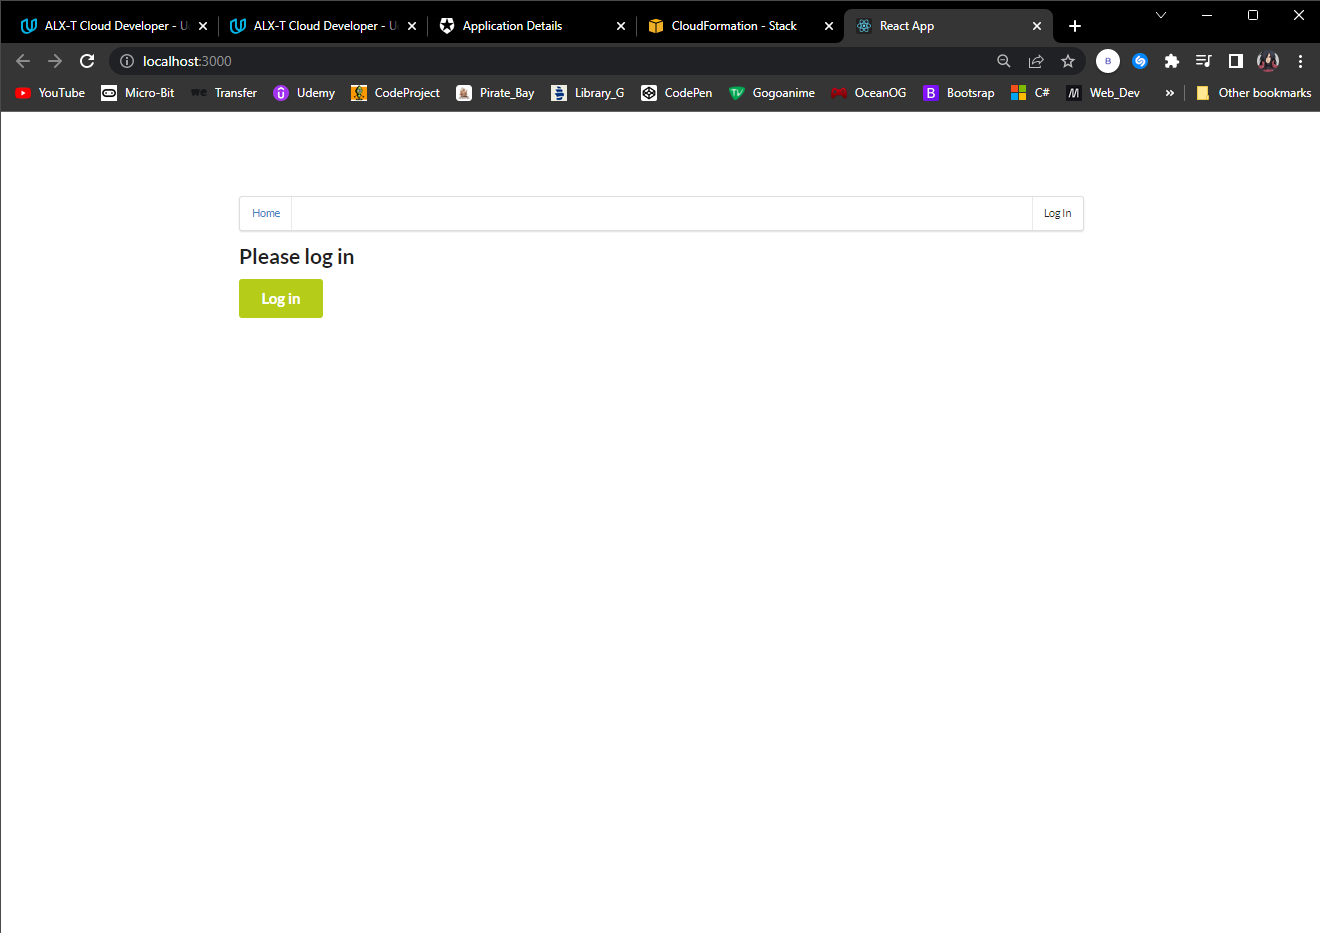 ALX-T Cloud Developer - U
ALX-T Cloud Developer - U
Application Details
CloudFormation - Stack
React App
localhost:3000
YouTube
Micro-Bit
Transfer
Udemy
CodeProject
Pirate_Bay
Library_G
CodePen
Gogoanime
OceanOG
Bootsrap
C#
Web_Dev
»
Other bookmarks
Home
Log In
Please log in
Log in